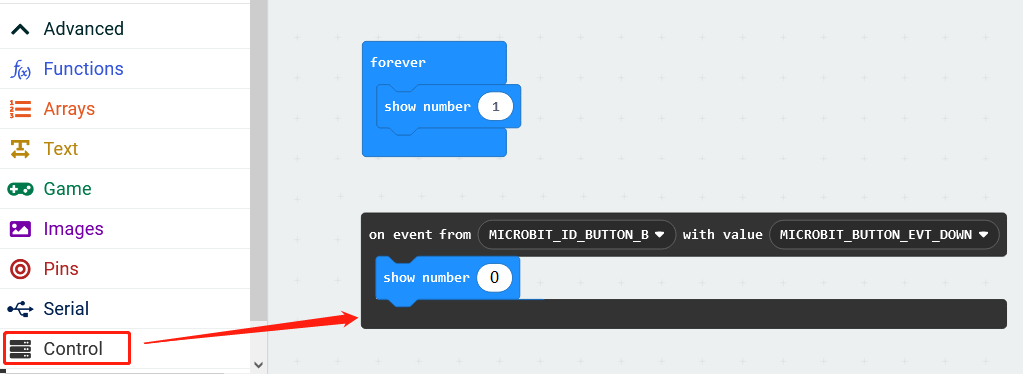 Advanced
f(x) Functions
Arrays
Text
Game
Images
Pins
Serial
Control
forever
show number 1
on event from MICROBIT_ID_BUTTON_B with value MICROBIT_BUTTON_EVT_DOWN
show number 0